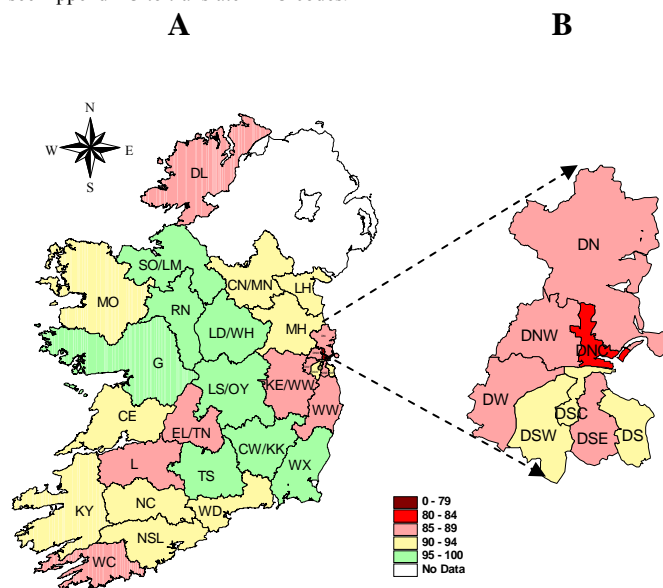 A B
N
W E
S
DL
SO/LM
CN/MN
LH
MO
RN
LD/WH
MH
G
LS/OY
KE/WW
CE
WW
EL/TN
CW/KK
L
TS
WX
KY
NC
WD
NSL
WC
DN
DNW
DNC
DW
DSC
DSW
DSE
DS
0 - 79
80 - 84
85 - 89
90 - 94
95 - 100
No Data